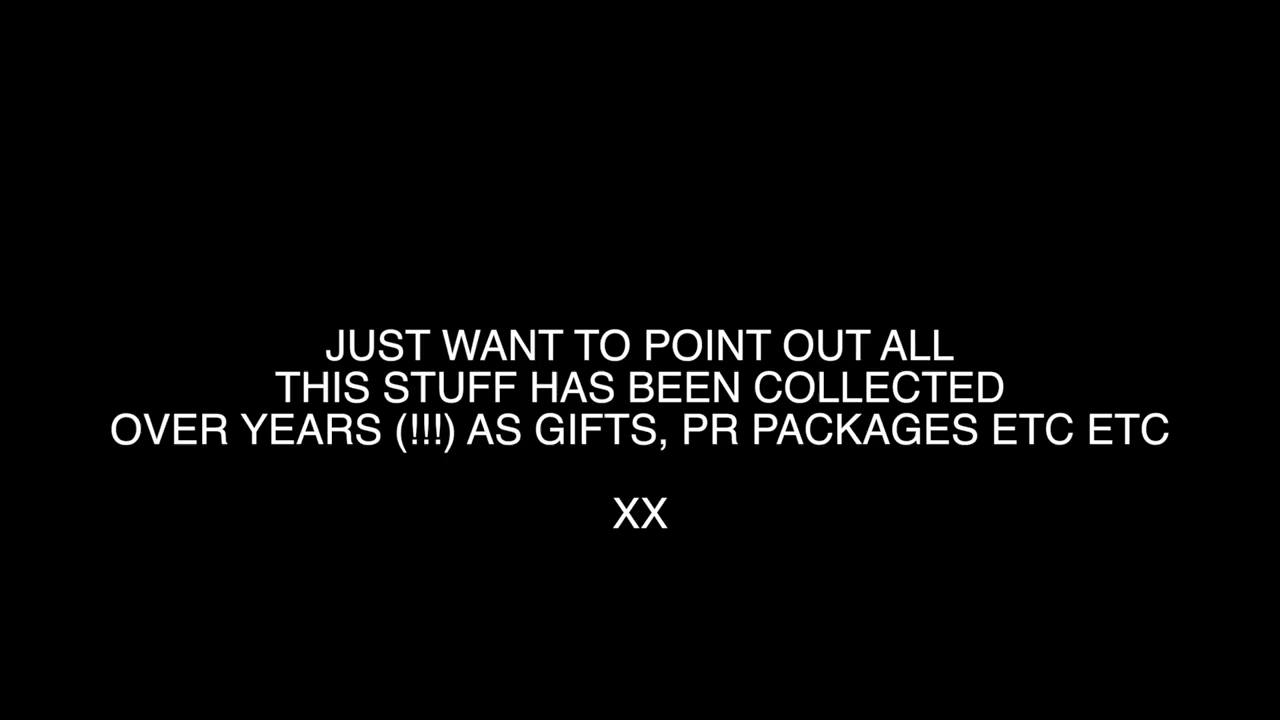 JUST WANT TO POINT OUT ALL
THIS STUFF HAS BEEN COLLECTED
OVER YEARS (!!!) AS GIFTS, PR PACKAGES ETC ETC
XX